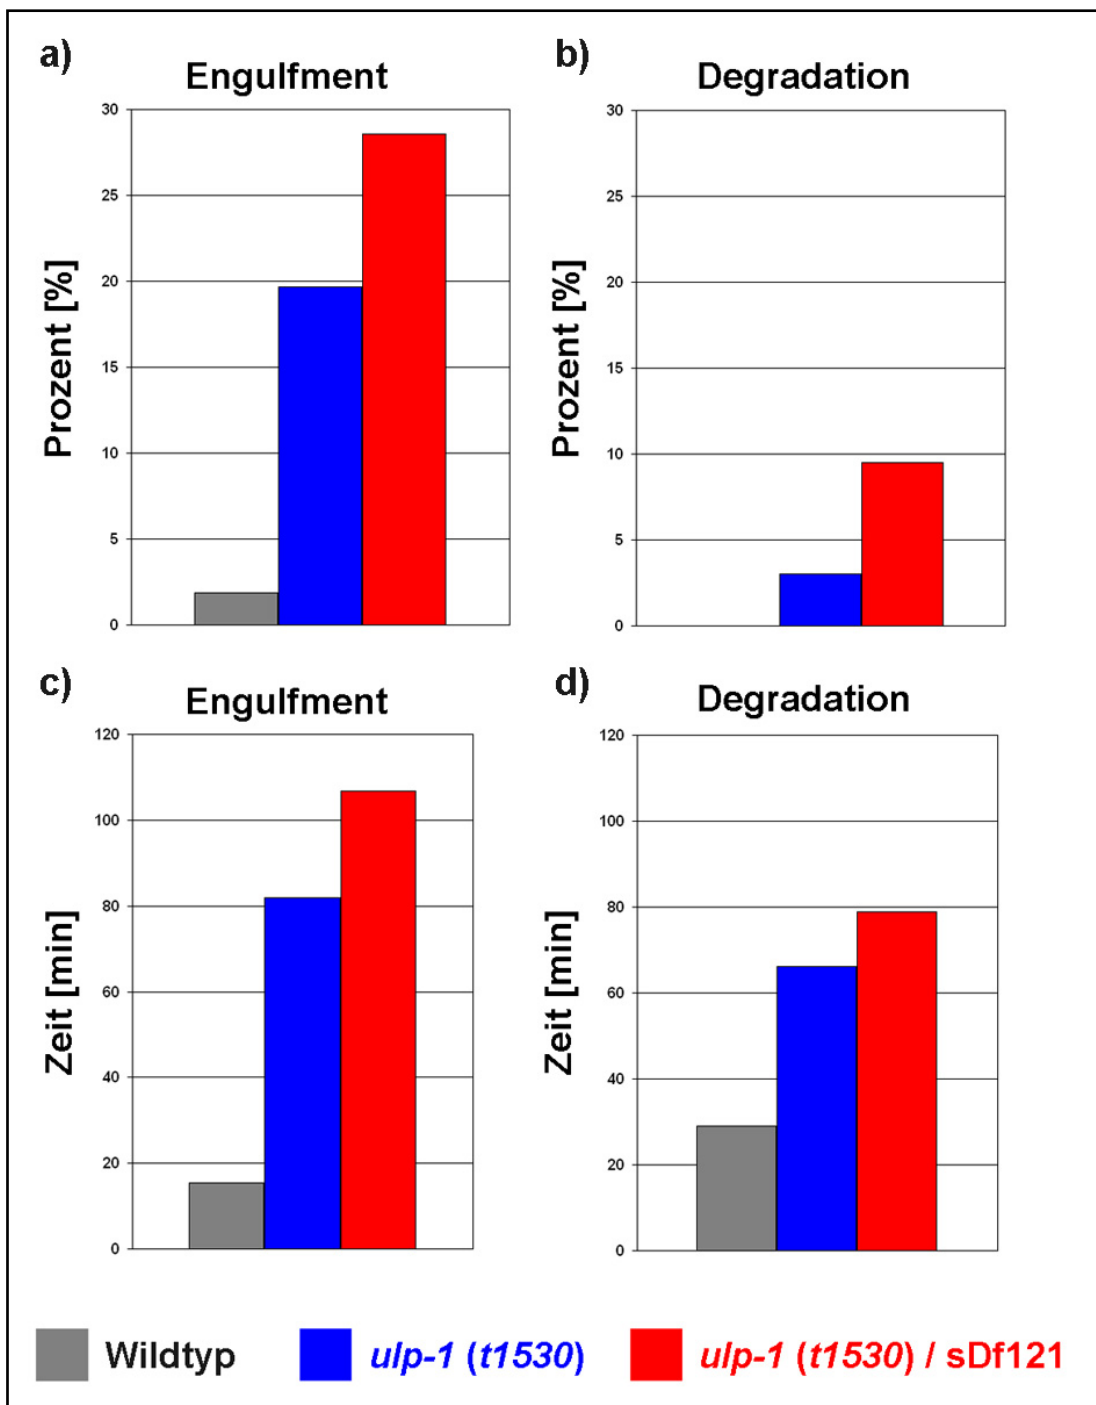 a)
Engulfment
Prozent [%]
30
25
20
15
10
5
0
b)
Degradation
Prozent [%]
30
25
20
15
10
5
0
c)
Engulfment
Zeit [min]
120
100
80
60
40
20
0
d)
Degradation
Zeit [min]
120
100
80
60
40
20
0
Wildtyp
ulp-1 (t1530)
ulp-1 (t1530) / sDf121